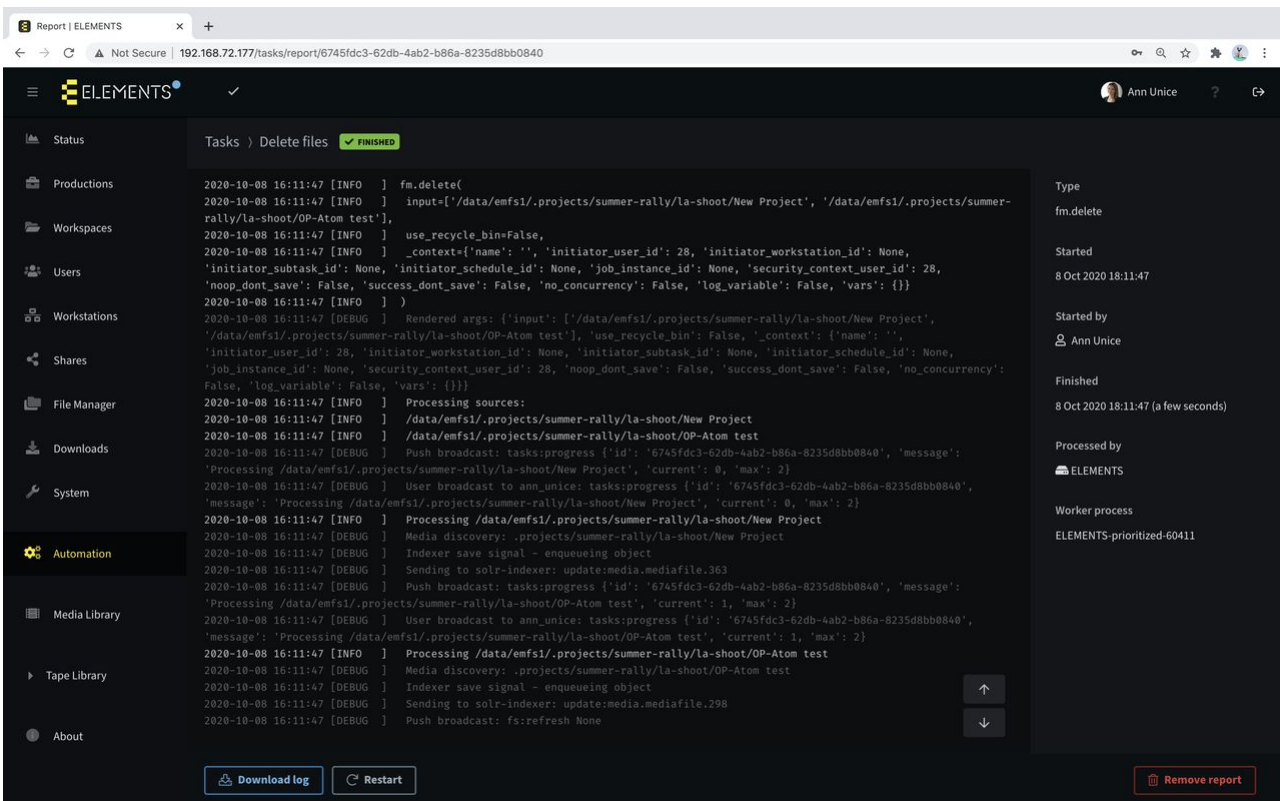 Report | ELEMENTS
Not Secure | 192.168.72.177/tasks/report/6745fdc3-62db-4ab2-b86a-8235d8bb0840
ELEMENTS
Ann Unice
?
Status
Productions
Workspaces
Users
Workstations
Shares
File Manager
Downloads
System
Automation
Media Library
Tape Library
About
Tasks 〉 Delete files
FINISHED
2020-10-08 16:11:47 [INFO   ]  fm.delete(
2020-10-08 16:11:47 [INFO   ]   input=['/data/emfs1/.projects/summer-rally/la-shoot/New Project', '/data/emfs1/.projects/summer-
rally/la-shoot/OP-Atom test'],
2020-10-08 16:11:47 [INFO   ]   use_recycle_bin=False,
2020-10-08 16:11:47 [INFO   ]   _context={'name': '', 'initiator_user_id': 28, 'initiator_workstation_id': None,
'initiator_subtask_id': None, 'initiator_schedule_id': None, 'job_instance_id': None, 'security_context_user_id': 28,
'noop_dont_save': False, 'success_dont_save': False, 'no_concurrency': False, 'log_variable': False, 'vars': {}}
2020-10-08 16:11:47 [INFO   ]  )
2020-10-08 16:11:47 [DEBUG  ]   Rendered args: {'input': ['/data/emfs1/.projects/summer-rally/la-shoot/New Project',
'/data/emfs1/.projects/summer-rally/la-shoot/OP-Atom test'], 'use_recycle_bin': False, '_context': {'name': '',
'initiator_user_id': 28, 'initiator_workstation_id': None, 'initiator_subtask_id': None, 'initiator_schedule_id': None,
'job_instance_id': None, 'security_context_user_id': 28, 'noop_dont_save': False, 'success_dont_save': False, 'no_concurrency':
False, 'log_variable': False, 'vars': {}}}
2020-10-08 16:11:47 [INFO   ]   Processing sources:
2020-10-08 16:11:47 [INFO   ]   /data/emfs1/.projects/summer-rally/la-shoot/New Project
2020-10-08 16:11:47 [INFO   ]   /data/emfs1/.projects/summer-rally/la-shoot/OP-Atom test
2020-10-08 16:11:47 [DEBUG  ]   Push broadcast: tasks:progress {'id': '6745fdc3-62db-4ab2-b86a-8235d8bb0840', 'message':
'Processing /data/emfs1/.projects/summer-rally/la-shoot/New Project', 'current': 0, 'max': 2}
2020-10-08 16:11:47 [DEBUG  ]   User broadcast to ann_unice: tasks:progress {'id': '6745fdc3-62db-4ab2-b86a-8235d8bb0840',
'message': 'Processing /data/emfs1/.projects/summer-rally/la-shoot/New Project', 'current': 0, 'max': 2}
2020-10-08 16:11:47 [INFO   ]   Processing /data/emfs1/.projects/summer-rally/la-shoot/New Project
2020-10-08 16:11:47 [DEBUG  ]   Media discovery: .projects/summer-rally/la-shoot/New Project
2020-10-08 16:11:47 [DEBUG  ]   Indexer save signal - enqueueing object
2020-10-08 16:11:47 [DEBUG  ]   Sending to solr-indexer: update:media.mediafile.363
2020-10-08 16:11:47 [DEBUG  ]   Push broadcast: tasks:progress {'id': '6745fdc3-62db-4ab2-b86a-8235d8bb0840', 'message':
'Processing /data/emfs1/.projects/summer-rally/la-shoot/OP-Atom test', 'current': 1, 'max': 2}
2020-10-08 16:11:47 [DEBUG  ]   User broadcast to ann_unice: tasks:progress {'id': '6745fdc3-62db-4ab2-b86a-8235d8bb0840',
'message': 'Processing /data/emfs1/.projects/summer-rally/la-shoot/OP-Atom test', 'current': 1, 'max': 2}
2020-10-08 16:11:47 [INFO   ]   Processing /data/emfs1/.projects/summer-rally/la-shoot/OP-Atom test
2020-10-08 16:11:47 [DEBUG  ]   Media discovery: .projects/summer-rally/la-shoot/OP-Atom test
2020-10-08 16:11:47 [DEBUG  ]   Indexer save signal - enqueueing object
2020-10-08 16:11:47 [DEBUG  ]   Sending to solr-indexer: update:media.mediafile.298
2020-10-08 16:11:47 [DEBUG  ]   Push broadcast: fs:refresh None
Type
fm.delete
Started
8 Oct 2020 18:11:47
Started by
Ann Unice
Finished
8 Oct 2020 18:11:47 (a few seconds)
Processed by
ELEMENTS
Worker process
ELEMENTS-prioritized-60411
Download log
Restart
Remove report